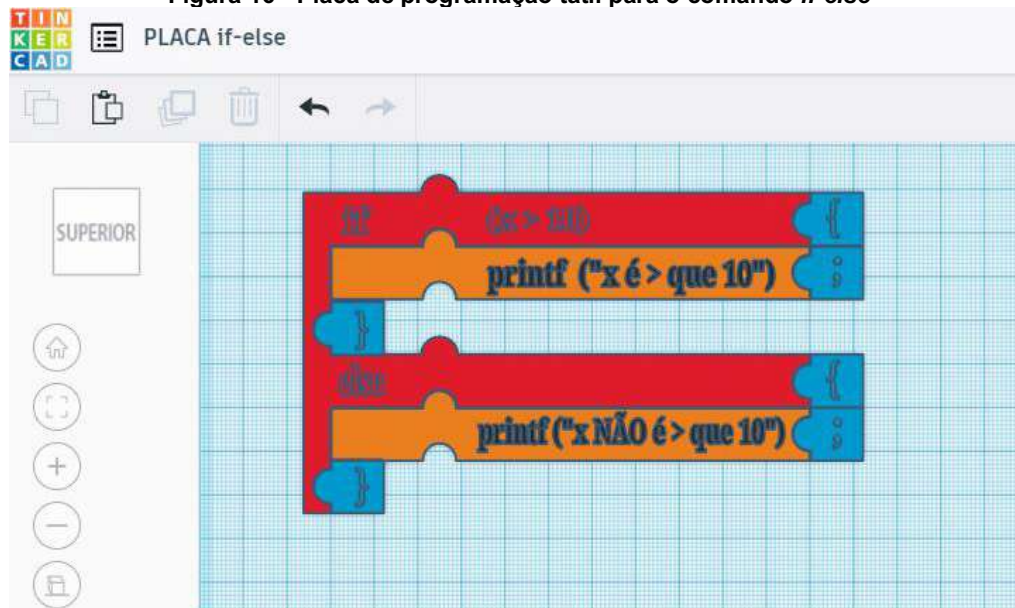 Figura 10 - Placa de programação tátil para o comando if-else
TIN
KER
CAD
PLACA if-else
SUPERIOR
if (x > 10) {
printf ("x é > que 10") ;
}
else {
printf ("x NÃO é > que 10") ;
}